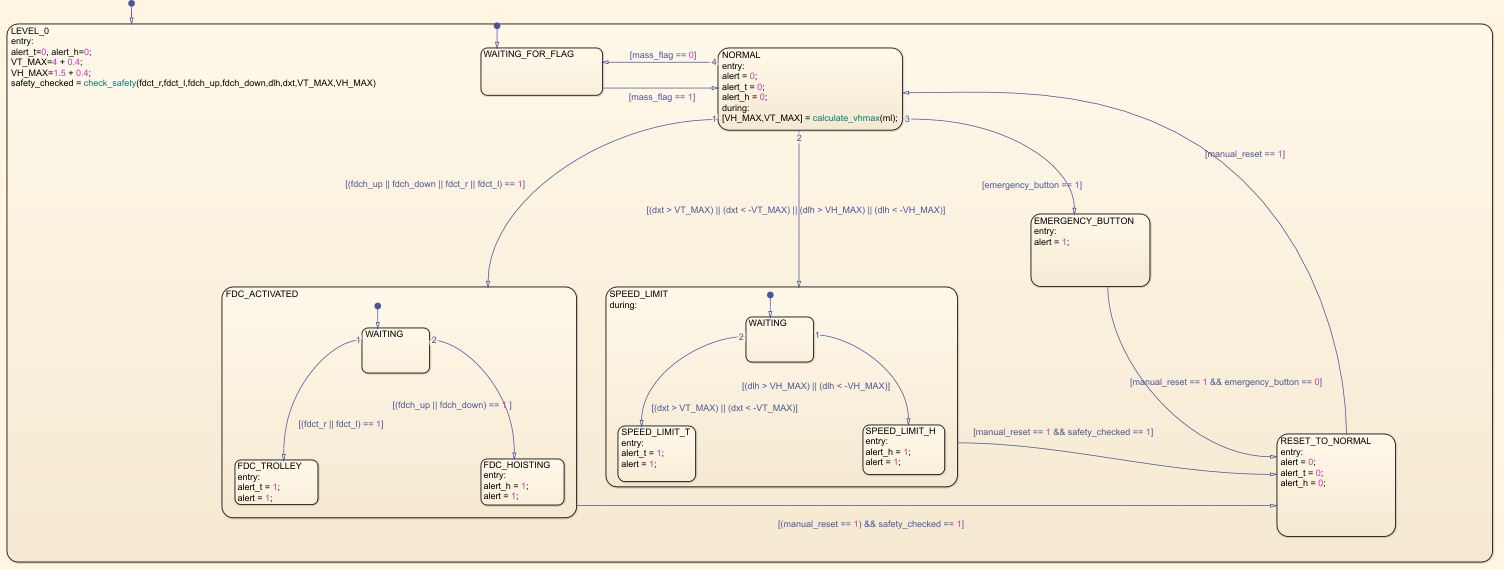 LEVEL_0
entry:
alert_t=0, alert_h=0;
VT_MAX=4 + 0.4;
VH_MAX=1.5 + 0.4;
safety_checked = check_safety(fdct_r,fdct_l,fdch_up,fdch_down,dlh,dxt,VT_MAX,VH_MAX)
WAITING_FOR_FLAG
[mass_flag == 0]
[mass_flag == 1]
NORMAL
entry:
alert = 0;
alert_t = 0;
alert_h = 0;
during:
[VH_MAX,VT_MAX] = calculate_vhmax(ml);
4
1
2
3
[(fdch_up || fdch_down || fdct_r || fdct_l) == 1]
[(dxt > VT_MAX) || (dxt < -VT_MAX) || (dlh > VH_MAX) || (dlh < -VH_MAX)]
[emergency_button == 1]
[manual_reset == 1]
EMERGENCY_BUTTON
entry:
alert = 1;
FDC_ACTIVATED
WAITING
1
2
[(fdct_r || fdct_l) == 1]
[(fdch_up || fdch_down) == 1 ]
FDC_TROLLEY
entry:
alert_t = 1;
alert = 1;
FDC_HOISTING
entry:
alert_h = 1;
alert = 1;
SPEED_LIMIT
during:
WAITING
2
1
[(dlh > VH_MAX) || (dlh < -VH_MAX)]
[(dxt > VT_MAX) || (dxt < -VT_MAX)]
SPEED_LIMIT_T
entry:
alert_t = 1;
alert = 1;
SPEED_LIMIT_H
entry:
alert_h = 1;
alert = 1;
[manual_reset == 1 && emergency_button == 0]
[manual_reset == 1 && safety_checked == 1]
[(manual_reset == 1) && safety_checked == 1]
RESET_TO_NORMAL
entry:
alert = 0;
alert_t = 0;
alert_h = 0;